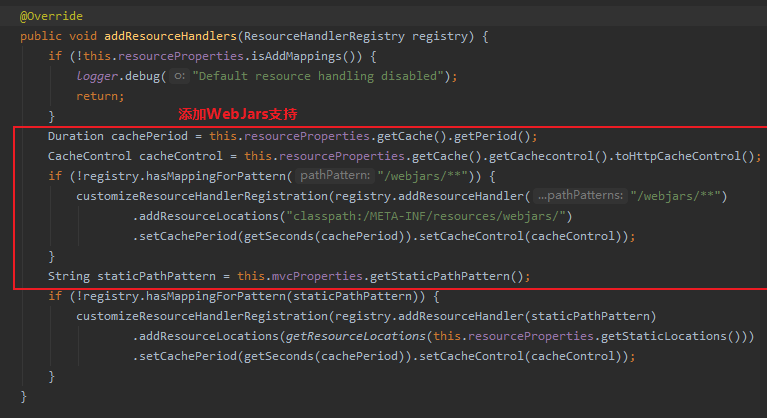 @Override
public void addResourceHandlers(ResourceHandlerRegistry registry) {
if (!this.resourceProperties.isAddMappings()) {
logger.debug( o: "Default resource handling disabled");
return;
}
添加WebJars支持
Duration cachePeriod = this.resourceProperties.getCache().getPeriod();
CacheControl cacheControl = this.resourceProperties.getCache().getCachecontrol().toHttpCacheControl();
if (!registry.hasMappingForPattern( pathPattern: "/webjars/**")) {
customizeResourceHandlerRegistration(registry.addResourceHandler( ...pathPatterns: "/webjars/**")
.addResourceLocations("classpath:/META-INF/resources/webjars/")
.setCachePeriod(getSeconds(cachePeriod)).setCacheControl(cacheControl));
}
String staticPathPattern = this.mvcProperties.getStaticPathPattern();
if (!registry.hasMappingForPattern(staticPathPattern)) {
customizeResourceHandlerRegistration(registry.addResourceHandler(staticPathPattern)
.addResourceLocations(getResourceLocations(this.resourceProperties.getStaticLocations()))
.setCachePeriod(getSeconds(cachePeriod)).setCacheControl(cacheControl));
}
}